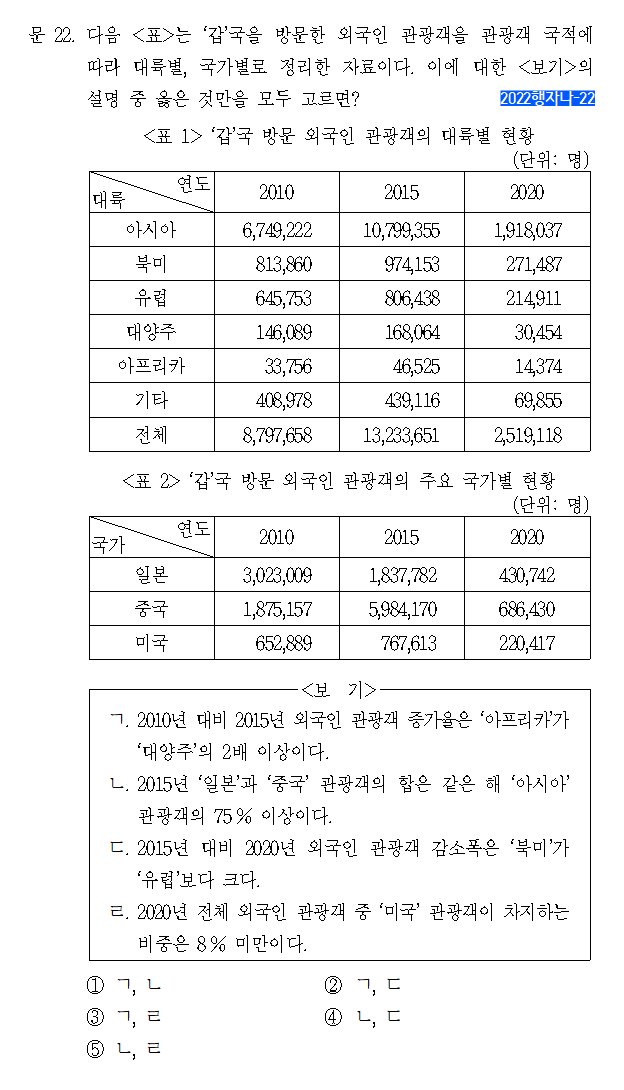 문 22. 다음 <표>는 ‘갑’국을 방문한 외국인 관광객을 관광객 국적에
따라 대륙별, 국가별로 정리한 자료이다. 이에 대한 <보기>의
설명 중 옳은 것만을 모두 고르면? 2022행자나-22
<표 1> ‘갑’국 방문 외국인 관광객의 대륙별 현황
(단위: 명)
대륙 연도 2010 2015 2020
아시아 6,749,222 10,799,355 1,918,037
북미 813,860 974,153 271,487
유럽 645,753 806,438 214,911
대양주 146,089 168,064 30,454
아프리카 33,756 46,525 14,374
기타 408,978 439,116 69,855
전체 8,797,658 13,233,651 2,519,118
<표 2> ‘갑’국 방문 외국인 관광객의 주요 국가별 현황
(단위: 명)
국가 연도 2010 2015 2020
일본 3,023,009 1,837,782 430,742
중국 1,875,157 5,984,170 686,430
미국 652,889 767,613 220,417
<보 기>
ㄱ. 2010년 대비 2015년 외국인 관광객 증가율은 ‘아프리카’가
‘대양주’의 2배 이상이다.
ㄴ. 2015년 ‘일본’과 ‘중국’ 관광객의 합은 같은 해 ‘아시아’
관광객의 75% 이상이다.
ㄷ. 2015년 대비 2020년 외국인 관광객 감소폭은 ‘북미’가
‘유럽’보다 크다.
ㄹ. 2020년 전체 외국인 관광객 중 ‘미국’ 관광객이 차지하는
비중은 8% 미만이다.
① ㄱ, ㄴ ② ㄱ, ㄷ
③ ㄱ, ㄹ ④ ㄴ, ㄷ
⑤ ㄴ, ㄹ